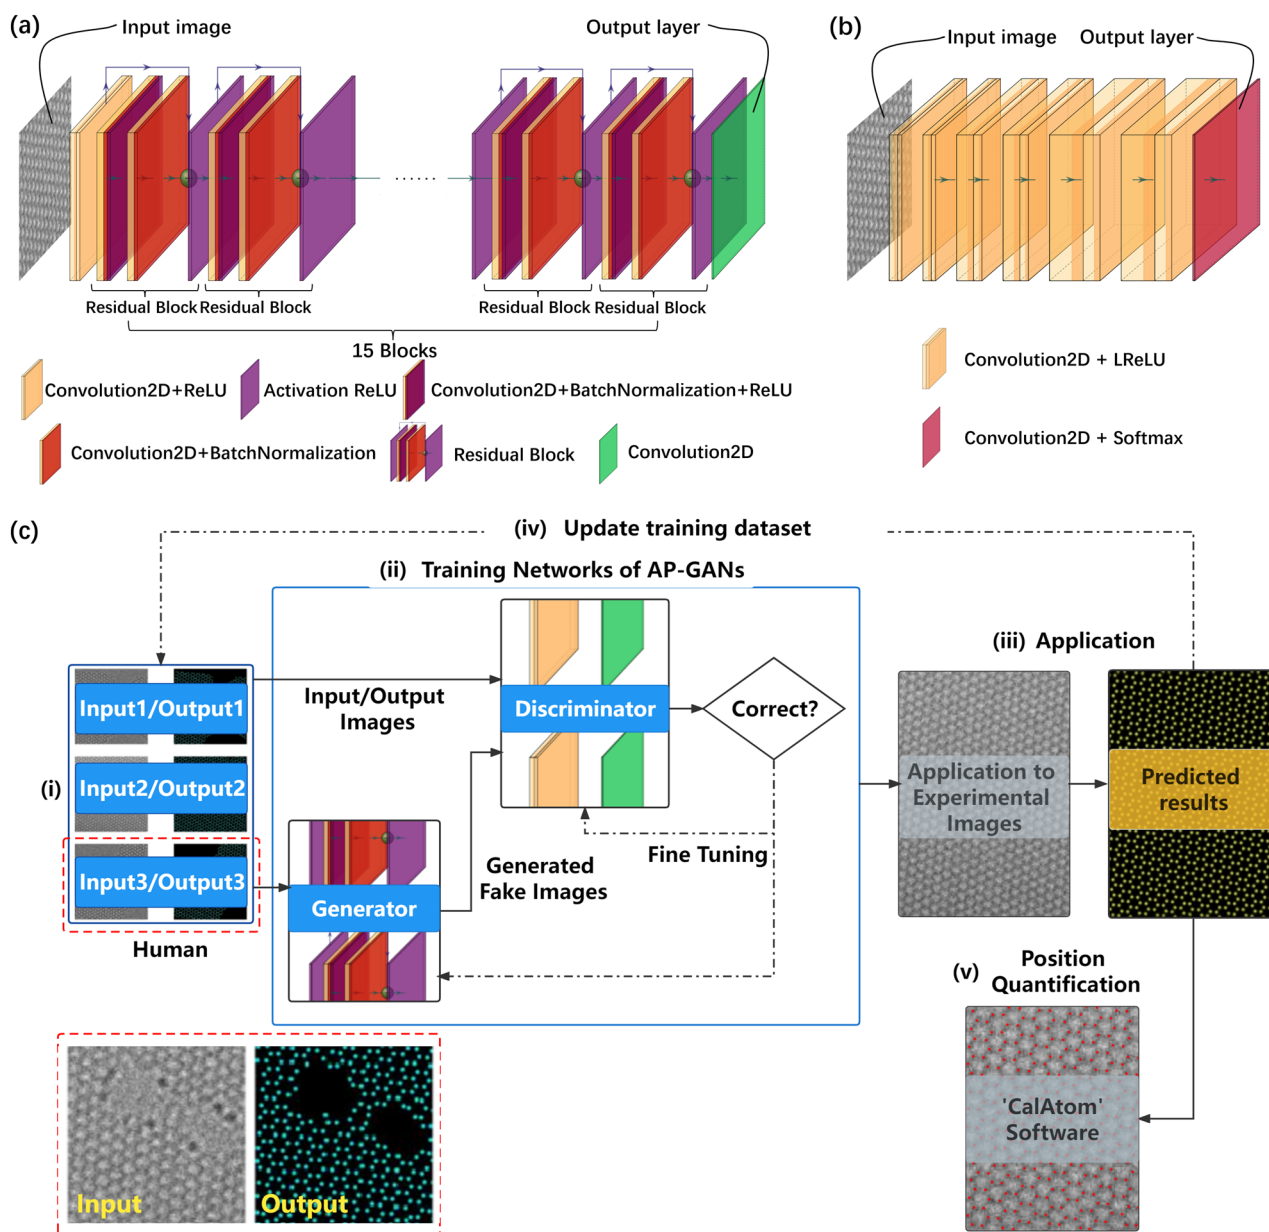 (a)
Input image
Output layer
(b)
Input image
Output layer
......
Residual Block
Residual Block
Residual Block
Residual Block
15 Blocks
Convolution2D+ReLU
Activation ReLU
Convolution2D+BatchNormalization+ReLU
Convolution2D+BatchNormalization
Residual Block
Convolution2D
Convolution2D + LReLU
Convolution2D + Softmax
(c)
(iv) Update training dataset
(ii) Training Networks of AP-GANs
(iii) Application
Input1/Output1
Input2/Output2
Input3/Output3
(i)
Human
Input/Output
Images
Discriminator
Correct?
Generator
Generated
Fake Images
Fine Tuning
Application to
Experimental
Images
Predicted
results
(v)
Position
Quantification
'CalAtom'
Software
Input
Output